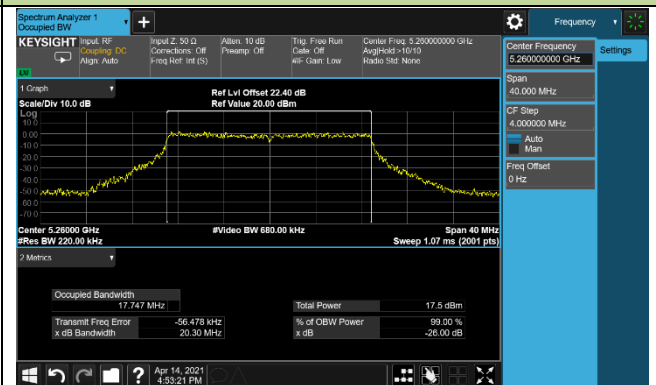 Spectrum Analyzer 1
Occupied BW
+
Frequency
KEYSIGHT
Input: RF
Coupling: DC
Align: Auto
Input Z: 50 Ω
Corrections: Off
Freq Ref: Int (S)
Atten: 10 dB
Preamp: Off
Trig: Free Run
Gate: Off
#IF Gain: Low
Center Freq: 5.260000000 GHz
Avg|Hold:>10/10
Radio Std: None
LXI
1 Graph
Scale/Div 10.0 dB
Ref Lvl Offset 22.40 dB
Ref Value 20.00 dBm
Log
10.0
0.00
-10.0
-20.0
-30.0
-40.0
-50.0
-60.0
-70.0
Center 5.26000 GHz
#Res BW 220.00 kHz
#Video BW 680.00 kHz
Span 40 MHz
Sweep 1.07 ms (2001 pts)
2 Metrics
Occupied Bandwidth
17.747 MHz
Total Power 17.5 dBm
Transmit Freq Error -56.478 kHz
% of OBW Power 99.00 %
x dB Bandwidth 20.30 MHz
x dB -26.00 dB
Center Frequency
5.260000000 GHz
Settings
Span
40.000 MHz
CF Step
4.000000 MHz
Auto
Man
Freq Offset
0 Hz
?
Apr 14, 2021
4:53:21 PM